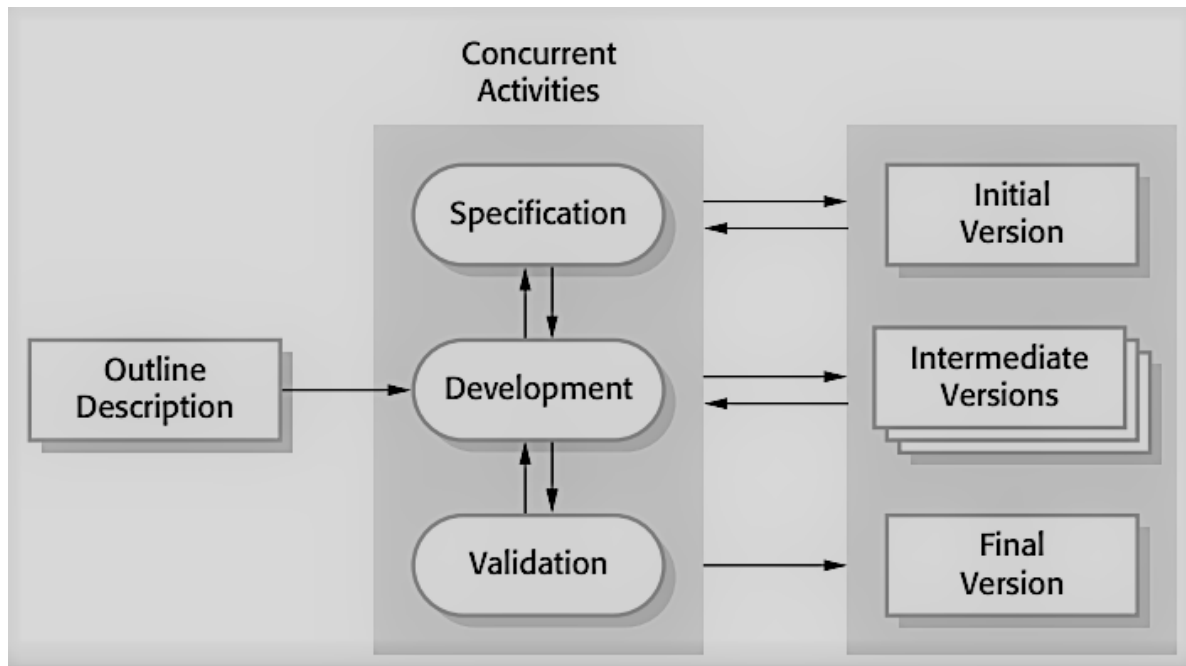 Concurrent
Activities
Specification
Initial
Version
Outline
Description
Development
Intermediate
Versions
Validation
Final
Version